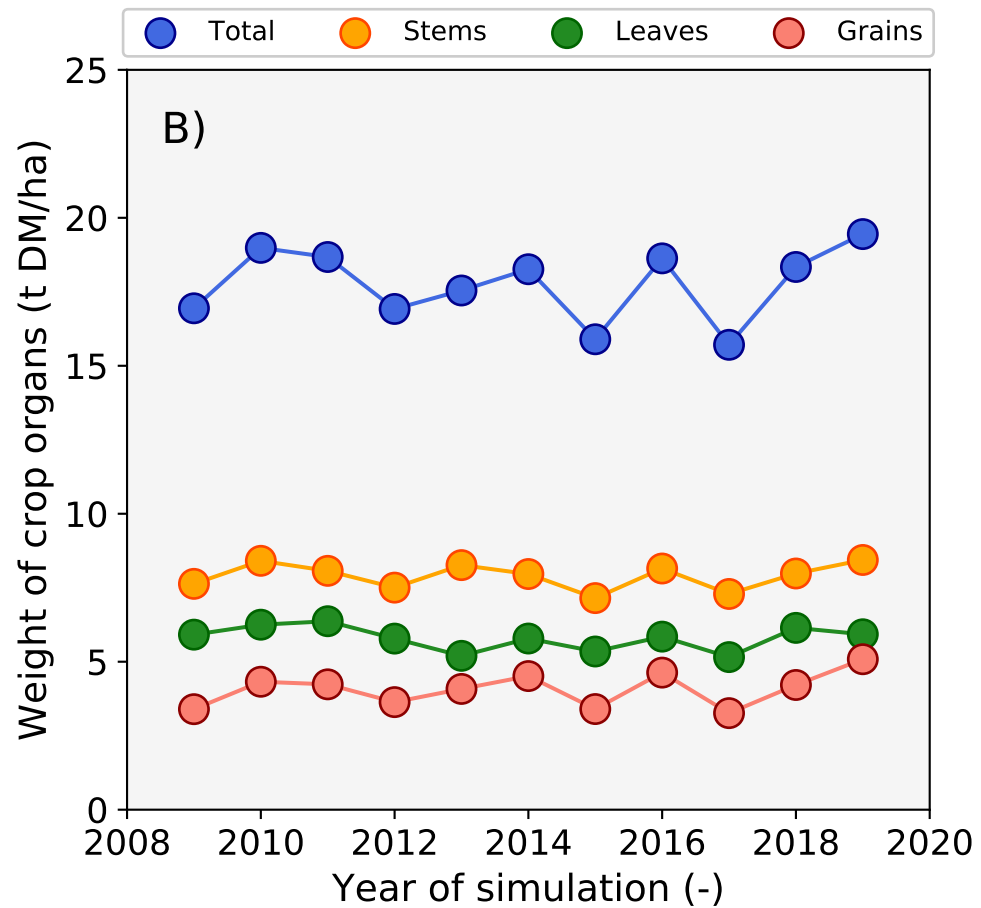 Total Stems Leaves Grains
B)
Weight of crop organs (t DM/ha)
25
20
15
10
5
0
2008 2010 2012 2014 2016 2018 2020
Year of simulation (-)